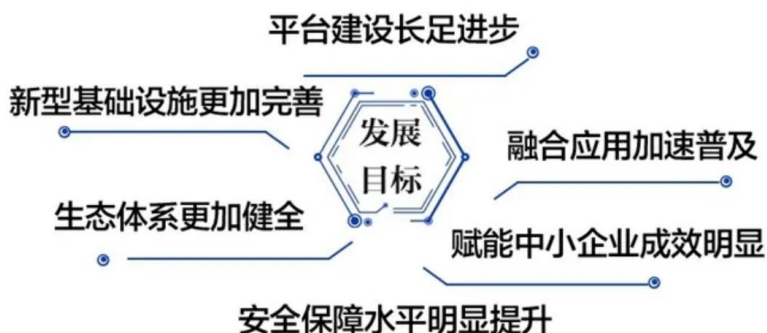 平台建设长足进步
新型基础设施更加完善
发展
目标
融合应用加速普及
生态体系更加健全
赋能中小企业成效明显
安全保障水平明显提升